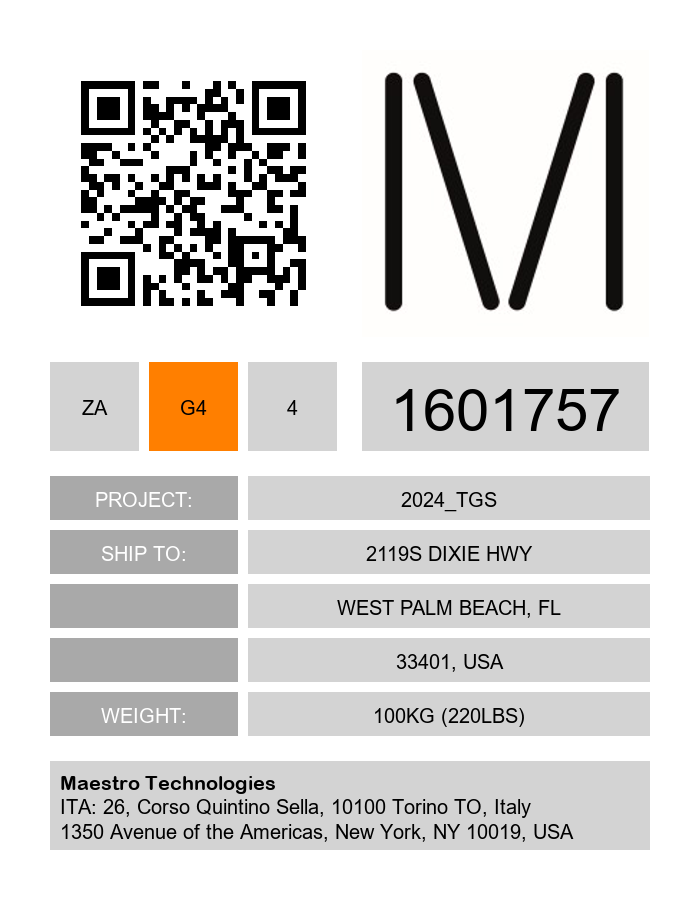 M
ZA
G4
4
1601757
PROJECT:
2024_TGS
SHIP TO:
2119S DIXIE HWY
WEST PALM BEACH, FL
33401, USA
WEIGHT:
100KG (220LBS)
Maestro Technologies
ITA: 26, Corso Quintino Sella, 10100 Torino TO, Italy
1350 Avenue of the Americas, New York, NY 10019, USA